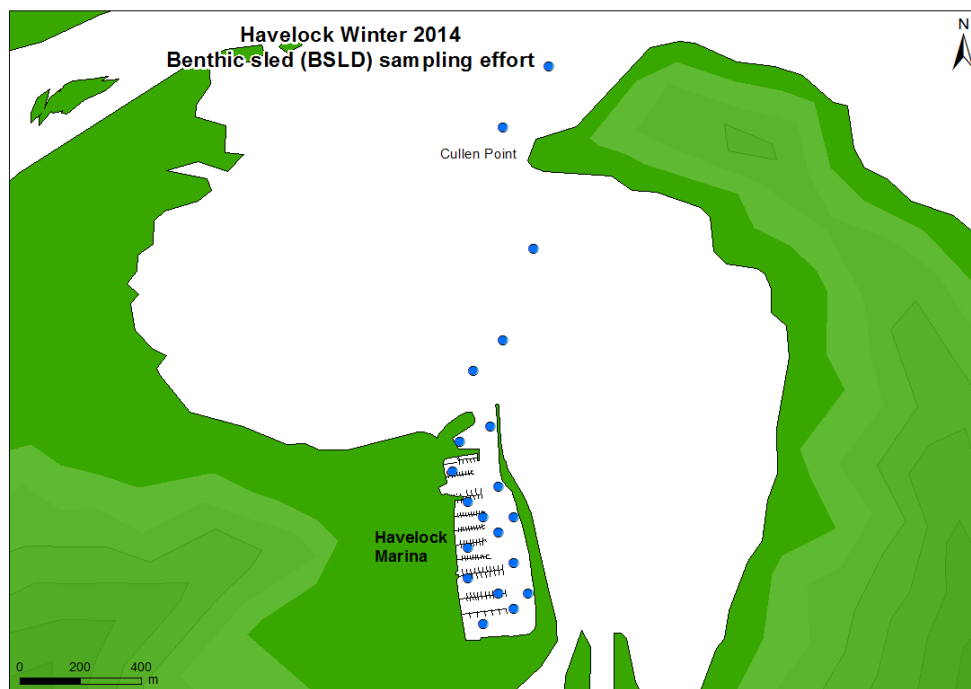 Havelock Winter 2014
Benthic sled (BSLD) sampling effort
N
Cullen Point
Havelock
Marina
0 200 400
m